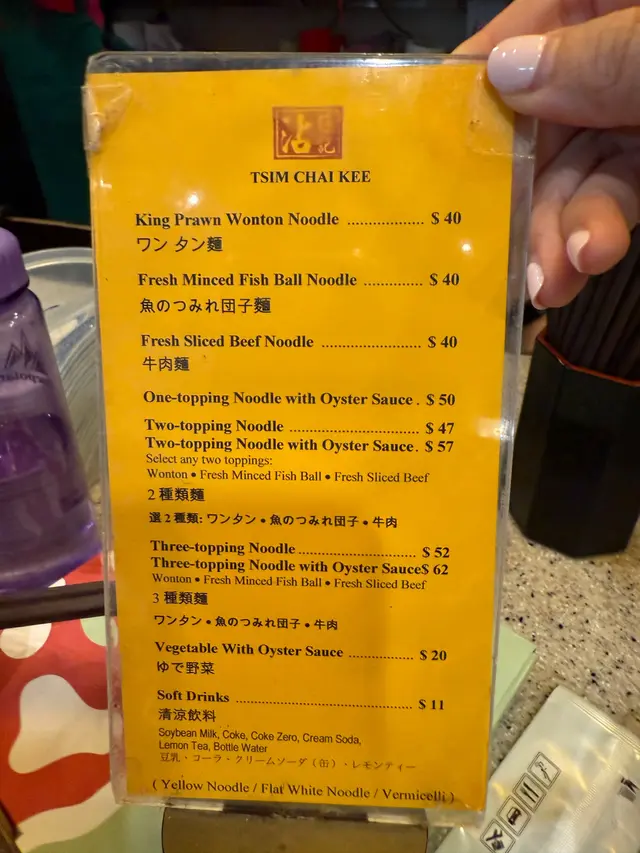 沾記
TSIM CHAI KEE
King Prawn Wonton Noodle .................. $ 40
ワン タン麵
Fresh Minced Fish Ball Noodle .............. $ 40
魚のつみれ団子麵
Fresh Sliced Beef Noodle ........................ $ 40
牛肉麵
One-topping Noodle with Oyster Sauce . $ 50
Two-topping Noodle ............................... $ 47
Two-topping Noodle with Oyster Sauce . $ 57
Select any two toppings:
Wonton • Fresh Minced Fish Ball • Fresh Sliced Beef
2 種類麵
選 2 種類: ワンタン • 魚のつみれ団子 • 牛肉
Three-topping Noodle ............................. $ 52
Three-topping Noodle with Oyster Sauce$ 62
Wonton • Fresh Minced Fish Ball • Fresh Sliced Beef
3 種類麵
ワンタン • 魚のつみれ団子 • 牛肉
Vegetable With Oyster Sauce ................ $ 20
ゆで野菜
Soft Drinks ............................................. $ 11
清涼飲料
Soybean Milk, Coke, Coke Zero, Cream Soda,
Lemon Tea, Bottle Water
豆乳・コーラ・クリームソーダ（缶）・レモンティー
( Yellow Noodle / Flat White Noodle / Vermicelli )